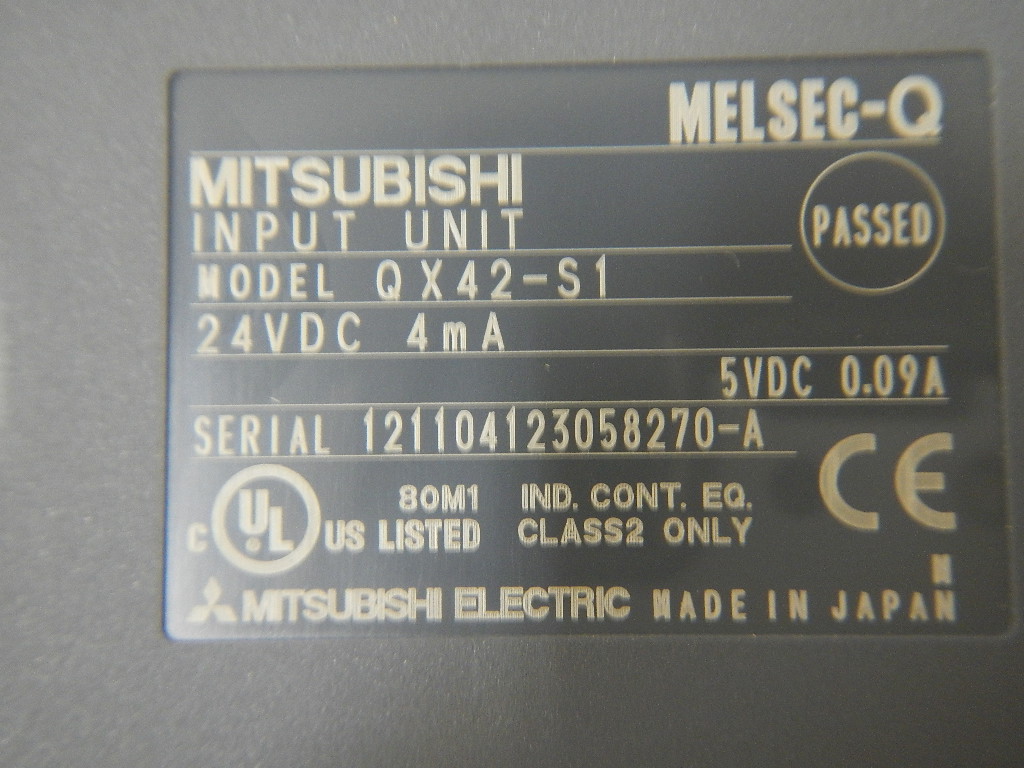 MELSEC-Q
MITSUBISHI
INPUT UNIT
PASSED
MODEL QX42-S1
24VDC 4mA
5VDC 0.09A
SERIAL 121104123058270-A
CE
C UL US LISTED
80M1 IND. CONT. EQ.
CLASS2 ONLY
N
MITSUBISHI ELECTRIC MADE IN JAPAN